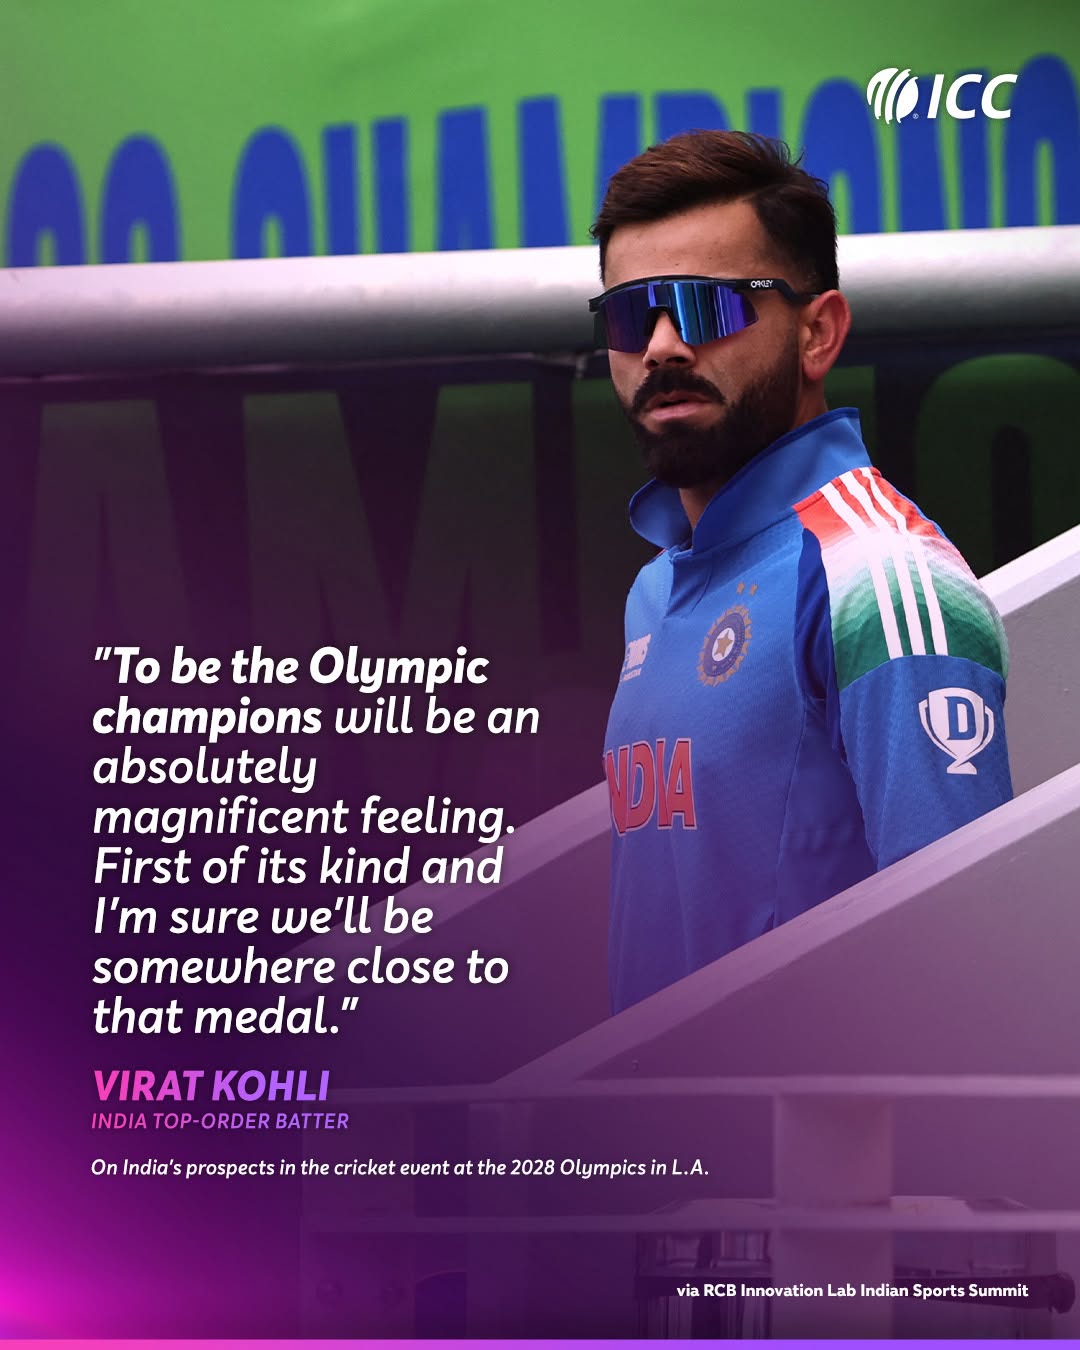 ICC
CC CHAMPIONS
OAKLEY
INDIA
D
"To be the Olympic
champions will be an
absolutely
magnificent feeling.
First of its kind and
I'm sure we'll be
somewhere close to
that medal."
VIRAT KOHLI
INDIA TOP-ORDER BATTER
On India's prospects in the cricket event at the 2028 Olympics in L.A.
via RCB Innovation Lab Indian Sports Summit